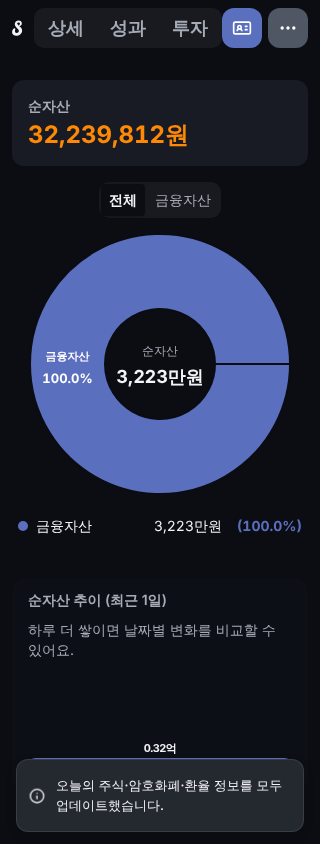 상세 성과 투자
순자산
32,239,812원
전체 금융자산
금융자산
100.0%
순자산
3,223만원
금융자산 3,223만원 (100.0%)
순자산 추이 (최근 1일)
하루 더 쌓이면 날짜별 변화를 비교할 수
있어요.
0.32억
오늘의 주식·암호화폐·환율 정보를 모두
업데이트했습니다.